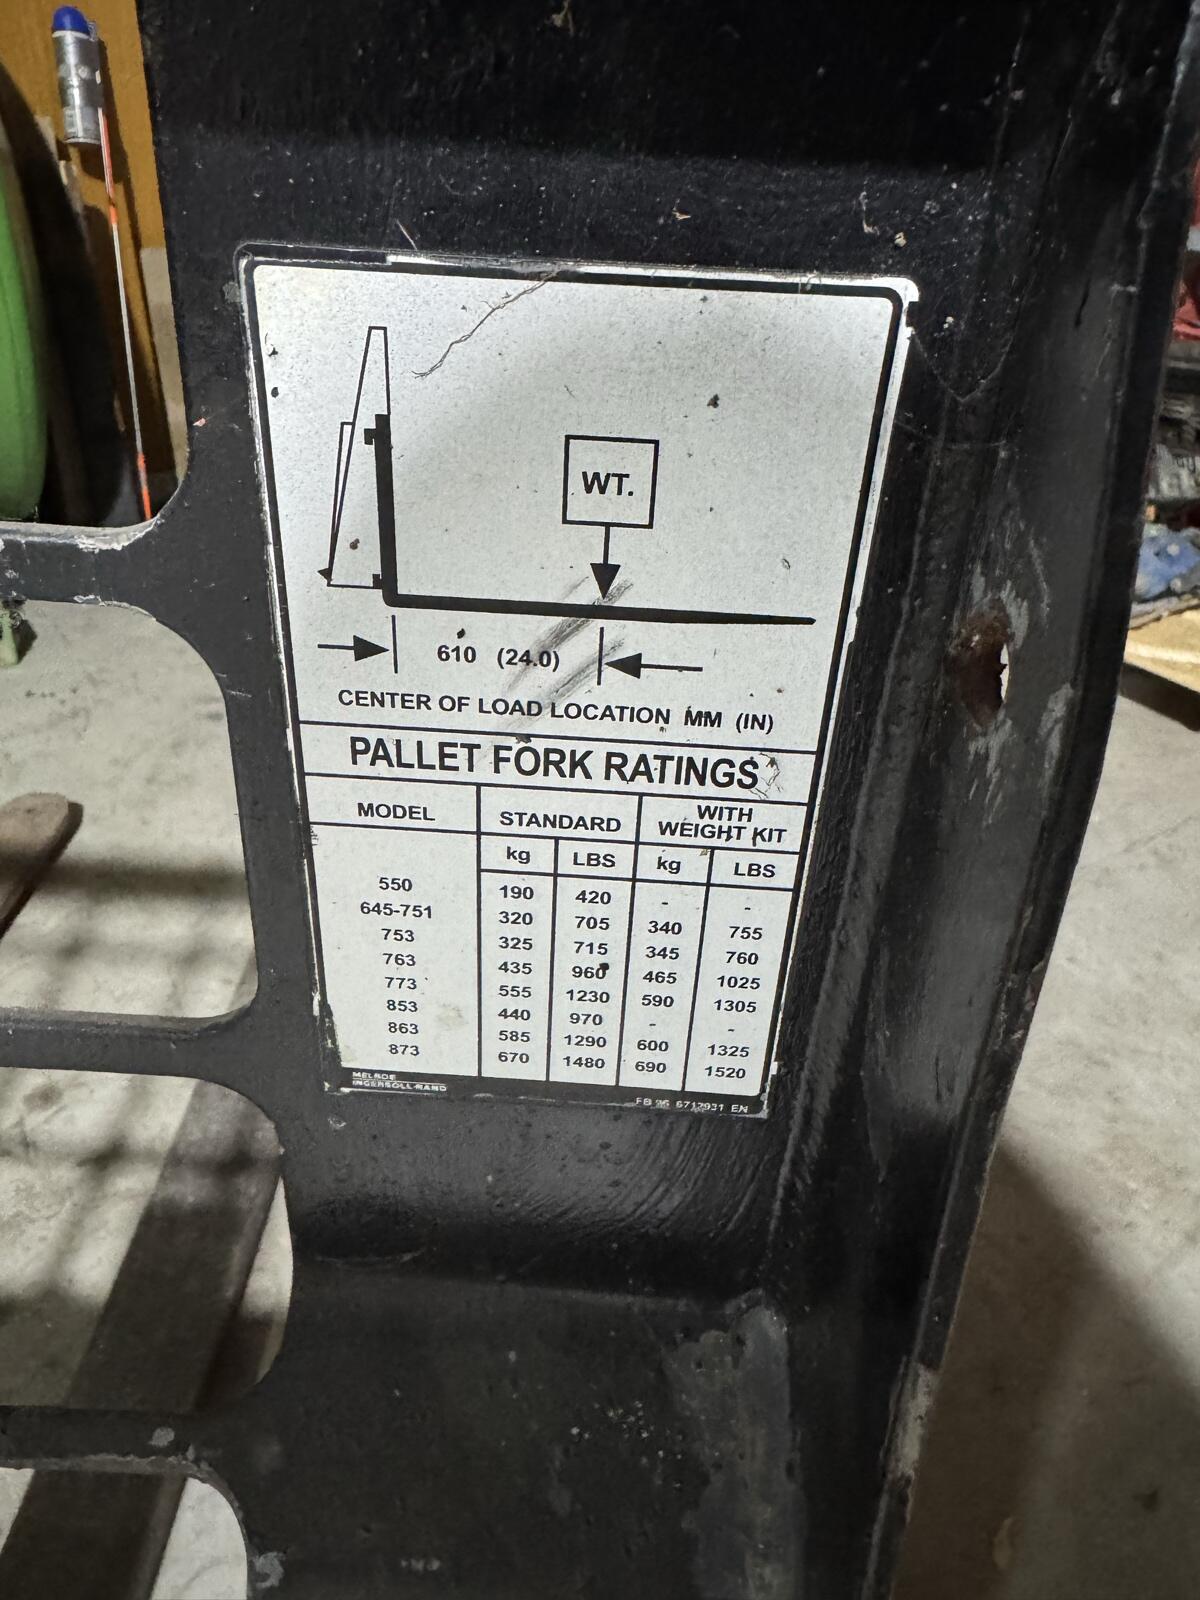 WT.
610 (24.0)
CENTER OF LOAD LOCATION MM (IN)
PALLET FORK RATINGS
MODEL STANDARD WITH WEIGHT KIT
kg LBS kg LBS
550 190 420 - -
645-751 320 705 340 755
753 325 715 345 760
763 435 960 465 1025
773 555 1230 590 1305
853 440 970 - -
863 585 1290 600 1325
873 670 1480 690 1520
MELROE
INGERSOLL-RAND
EN